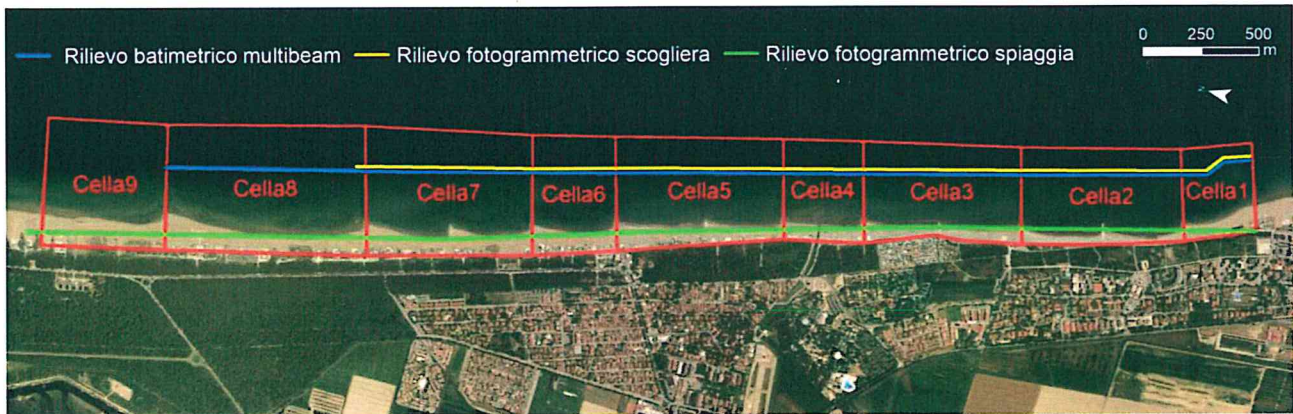 0 250 500
m
Rilievo batimetrico multibeam Rilievo fotogrammetrico scogliera Rilievo fotogrammetrico spiaggia
Cella9 Cella8 Cella7 Cella6 Cella5 Cella4 Cella3 Cella2 Cella1